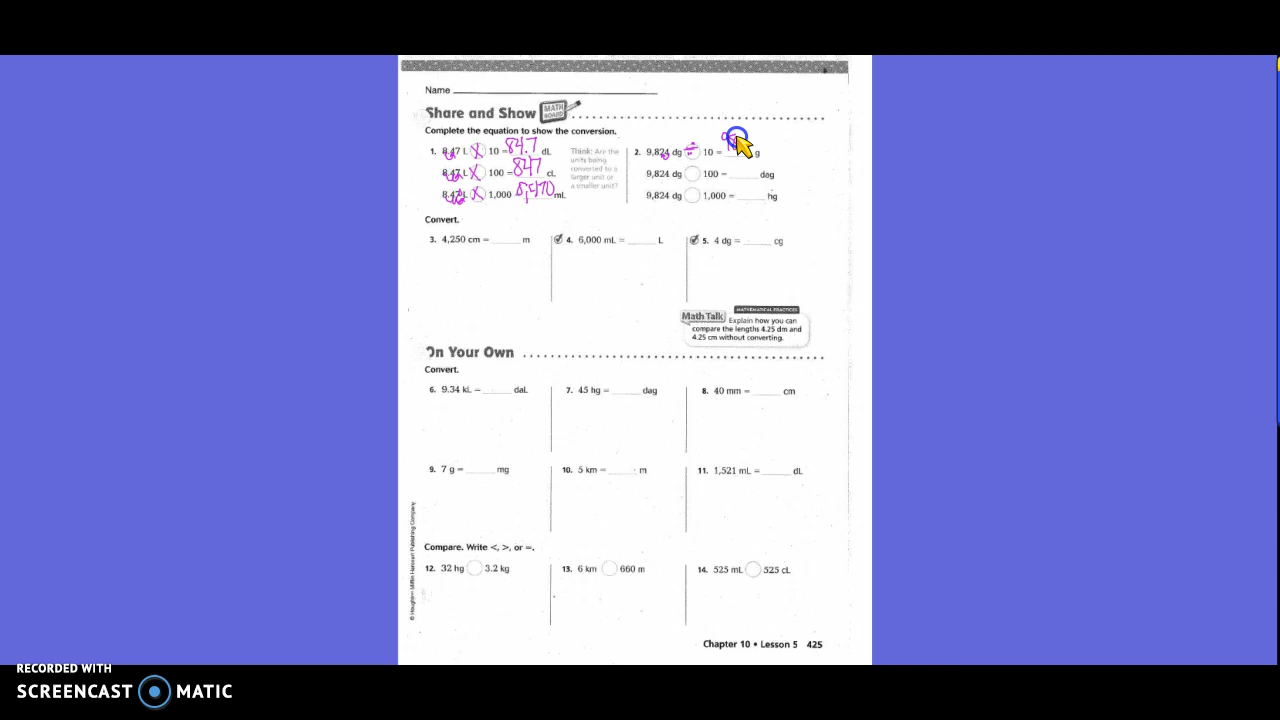 Name
Share and Show MATH BOARD
Complete the equation to show the conversion.
1. 8.47 L X 10 = 84.7 dL
8.47 L X 100 = 847 cL
8.47 L X 1,000 8,470 mL
Think: Are the
units being
converted to a
larger unit or
a smaller unit?
2. 9,824 dg ÷ 10 = g
9,824 dg 100 = dag
9,824 dg 1,000 = hg
Convert.
3. 4,250 cm = m
4. 6,000 mL = L
5. 4 dg = cg
Math Talk
MATHEMATICAL PRACTICES
Explain how you can
compare the lengths 4.25 dm and
4.25 cm without converting.
On Your Own
Convert.
6. 9.34 kL = daL
7. 45 hg = dag
8. 40 mm = cm
9. 7 g = mg
10. 5 km = m
11. 1,521 mL = dL
Compare. Write <, >, or =.
12. 32 hg 3.2 kg
13. 6 km 660 m
14. 525 mL 525 cL
© Houghton Mifflin Harcourt Publishing Company
Chapter 10 • Lesson 5 425
RECORDED WITH
SCREENCAST MATIC